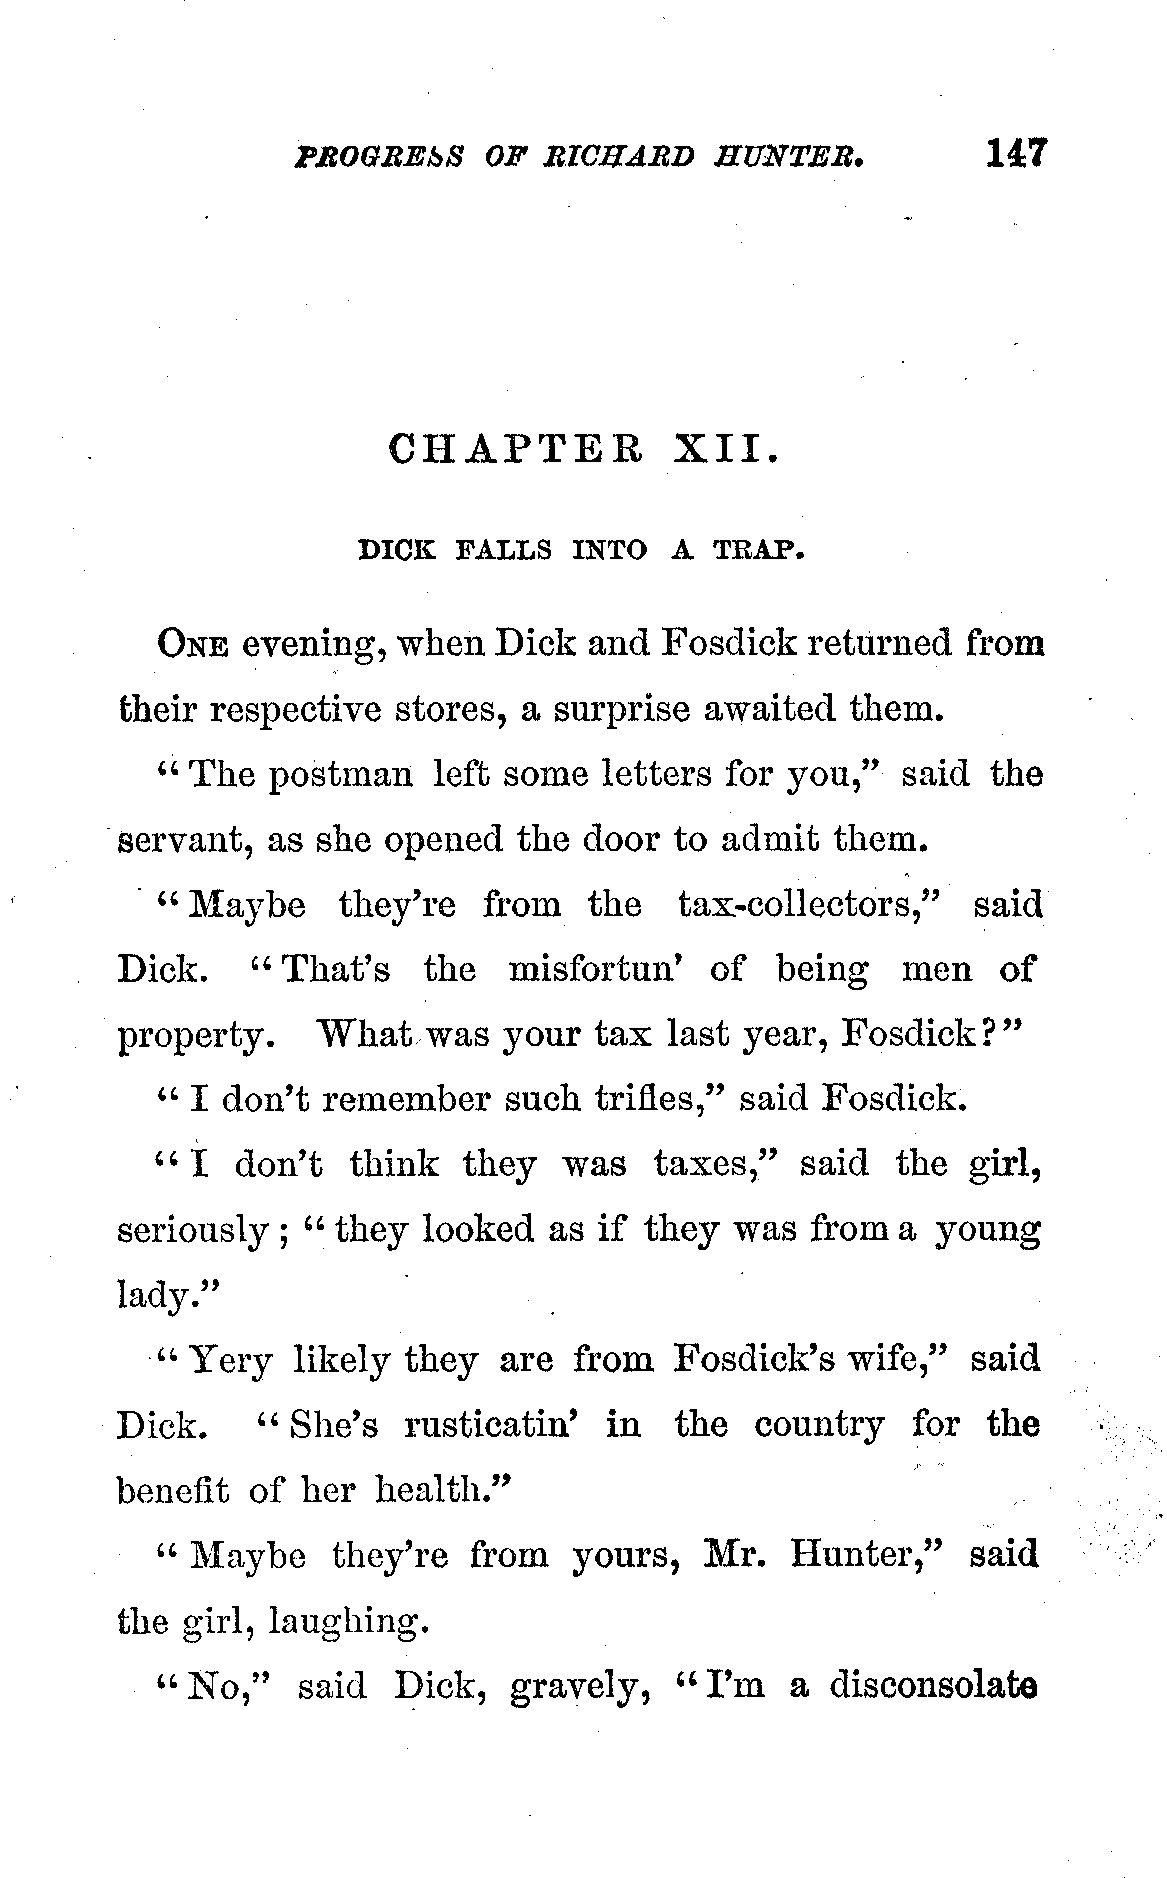 PROGRESS OF RICHARD HUNTER. 147
CHAPTER XII.
DICK FALLS INTO A TRAP.
ONE evening, when Dick and Fosdick returned from
their respective stores, a surprise awaited them.
“The postman left some letters for you,” said the
servant, as she opened the door to admit them.
“Maybe they’re from the tax-collectors,” said
Dick. “That’s the misfortun’ of being men of
property. What was your tax last year, Fosdick?”
“I don’t remember such trifles,” said Fosdick.
“I don’t think they was taxes,” said the girl,
seriously; “they looked as if they was from a young
lady.”
“Yery likely they are from Fosdick’s wife,” said
Dick. “She’s rusticatin’ in the country for the
benefit of her health.”
“Maybe they’re from yours, Mr. Hunter,” said
the girl, laughing.
“No,” said Dick, gravely, “I’m a disconsolate